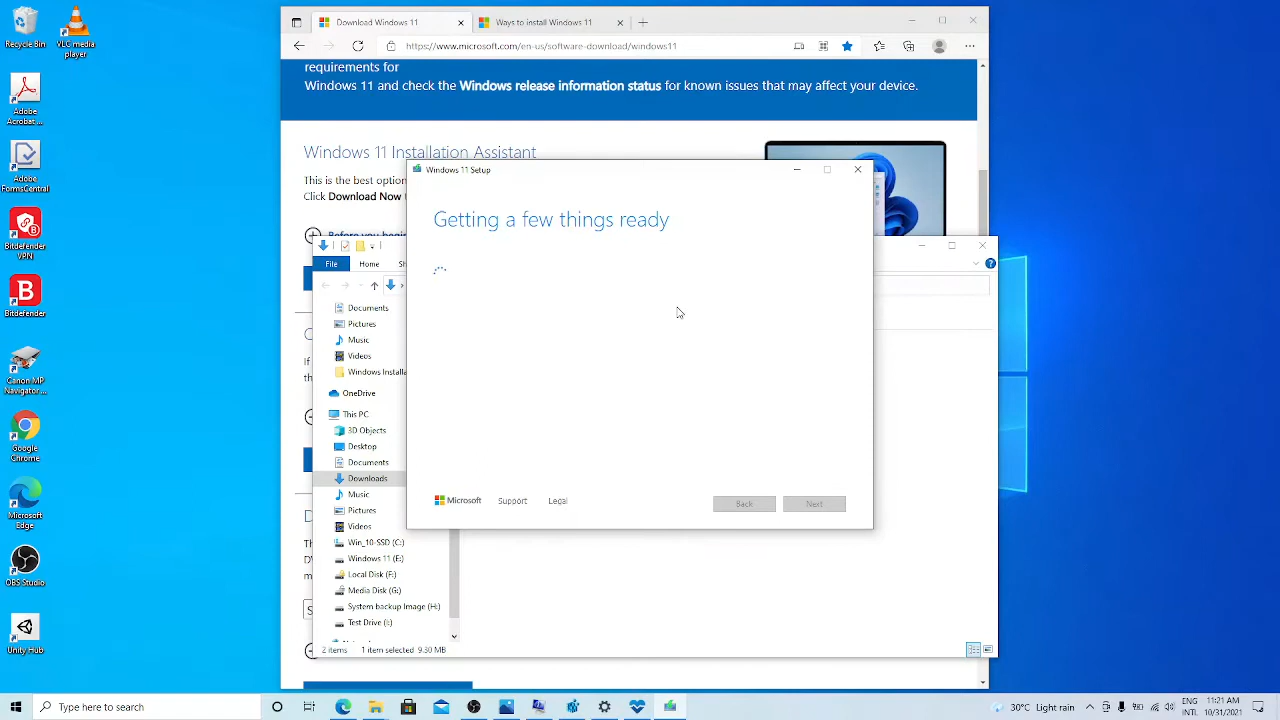 Recycle Bin
VLC media
player
Adobe
Acrobat ...
Adobe
FormsCentral
Bitdefender
VPN
Bitdefender
Canon MP
Navigator...
Google
Chrome
Microsoft
Edge
OBS Studio
Unity Hub
Download Windows 11
Ways to install Windows 11
https://www.microsoft.com/en-us/software-download/windows11
requirements for
Windows 11 and check the Windows release information status for known issues that may affect your device.
Windows 11 Installation Assistant
This is the best option
Click Download Now
Before you begin
Windows 11 Setup
Getting a few things ready
Microsoft
Support
Legal
Back
Next
File
Home
Sh
Documents
Pictures
Music
Videos
Windows Installa
OneDrive
This PC
3D Objects
Desktop
Documents
Downloads
Music
Pictures
Videos
Win_10-SSD (C:)
Windows 11 (E:)
Local Disk (F:)
Media Disk (G:)
System backup Image (H:)
Test Drive (I:)
2 items
1 item selected 9.30 MB
Type here to search
30°C Light rain
ENG
INTL
11:21 AM
10/31/2021